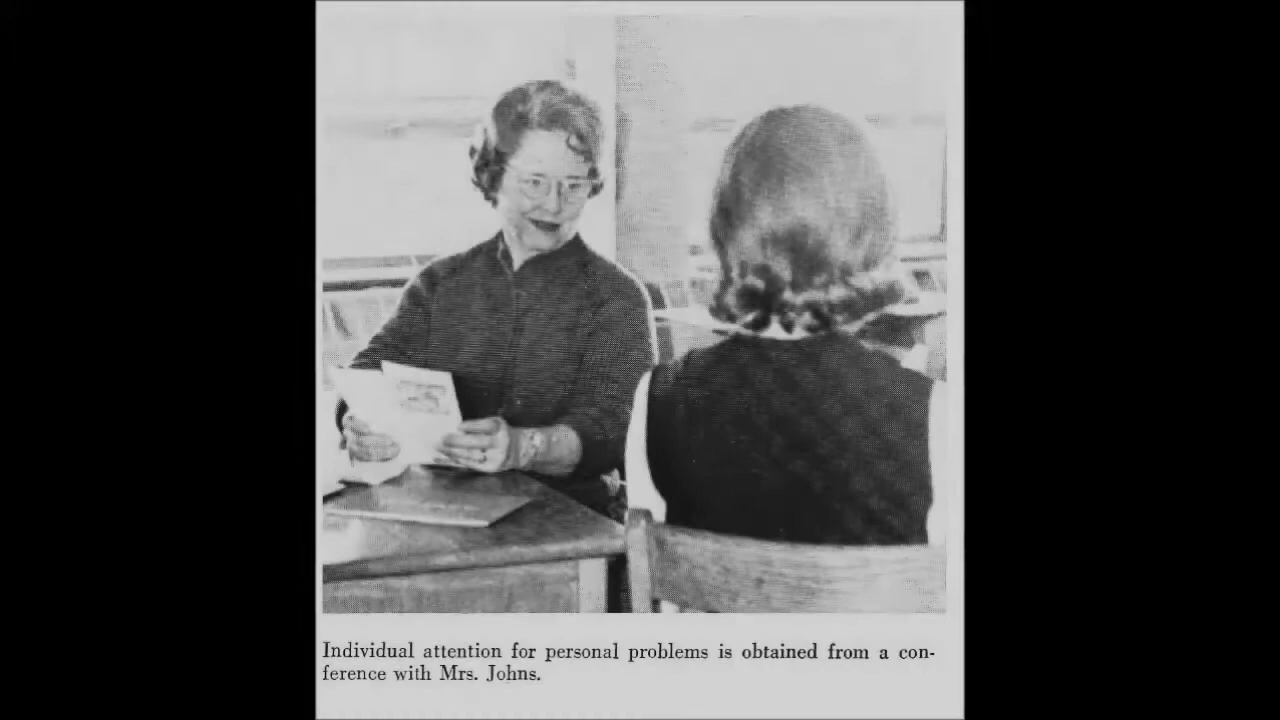 Individual attention for personal problems is obtained from a con-
ference with Mrs. Johns.